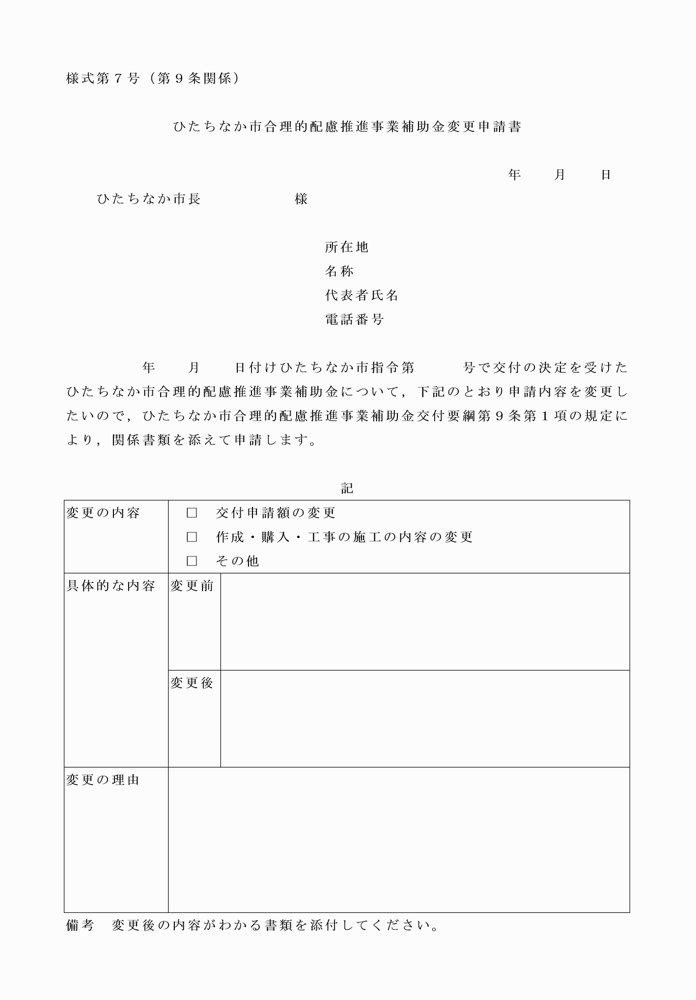 様式第７号（第９条関係）
ひたちなか市合理的配慮推進事業補助金変更申請書
年　　月　　日
ひたちなか市長　　　　　　様
所在地
名称
代表者氏名
電話番号
年　　月　　日付けひたちなか市指令第　　　号で交付の決定を受けた
ひたちなか市合理的配慮推進事業補助金について，下記のとおり申請内容を変更し
たいので，ひたちなか市合理的配慮推進事業補助金交付要綱第９条第１項の規定に
より，関係書類を添えて申請します。
記
変更の内容　□　交付申請額の変更
□　作成・購入・工事の施工の内容の変更
□　その他
具体的な内容　変更前
変更後
変更の理由
備考　変更後の内容がわかる書類を添付してください。